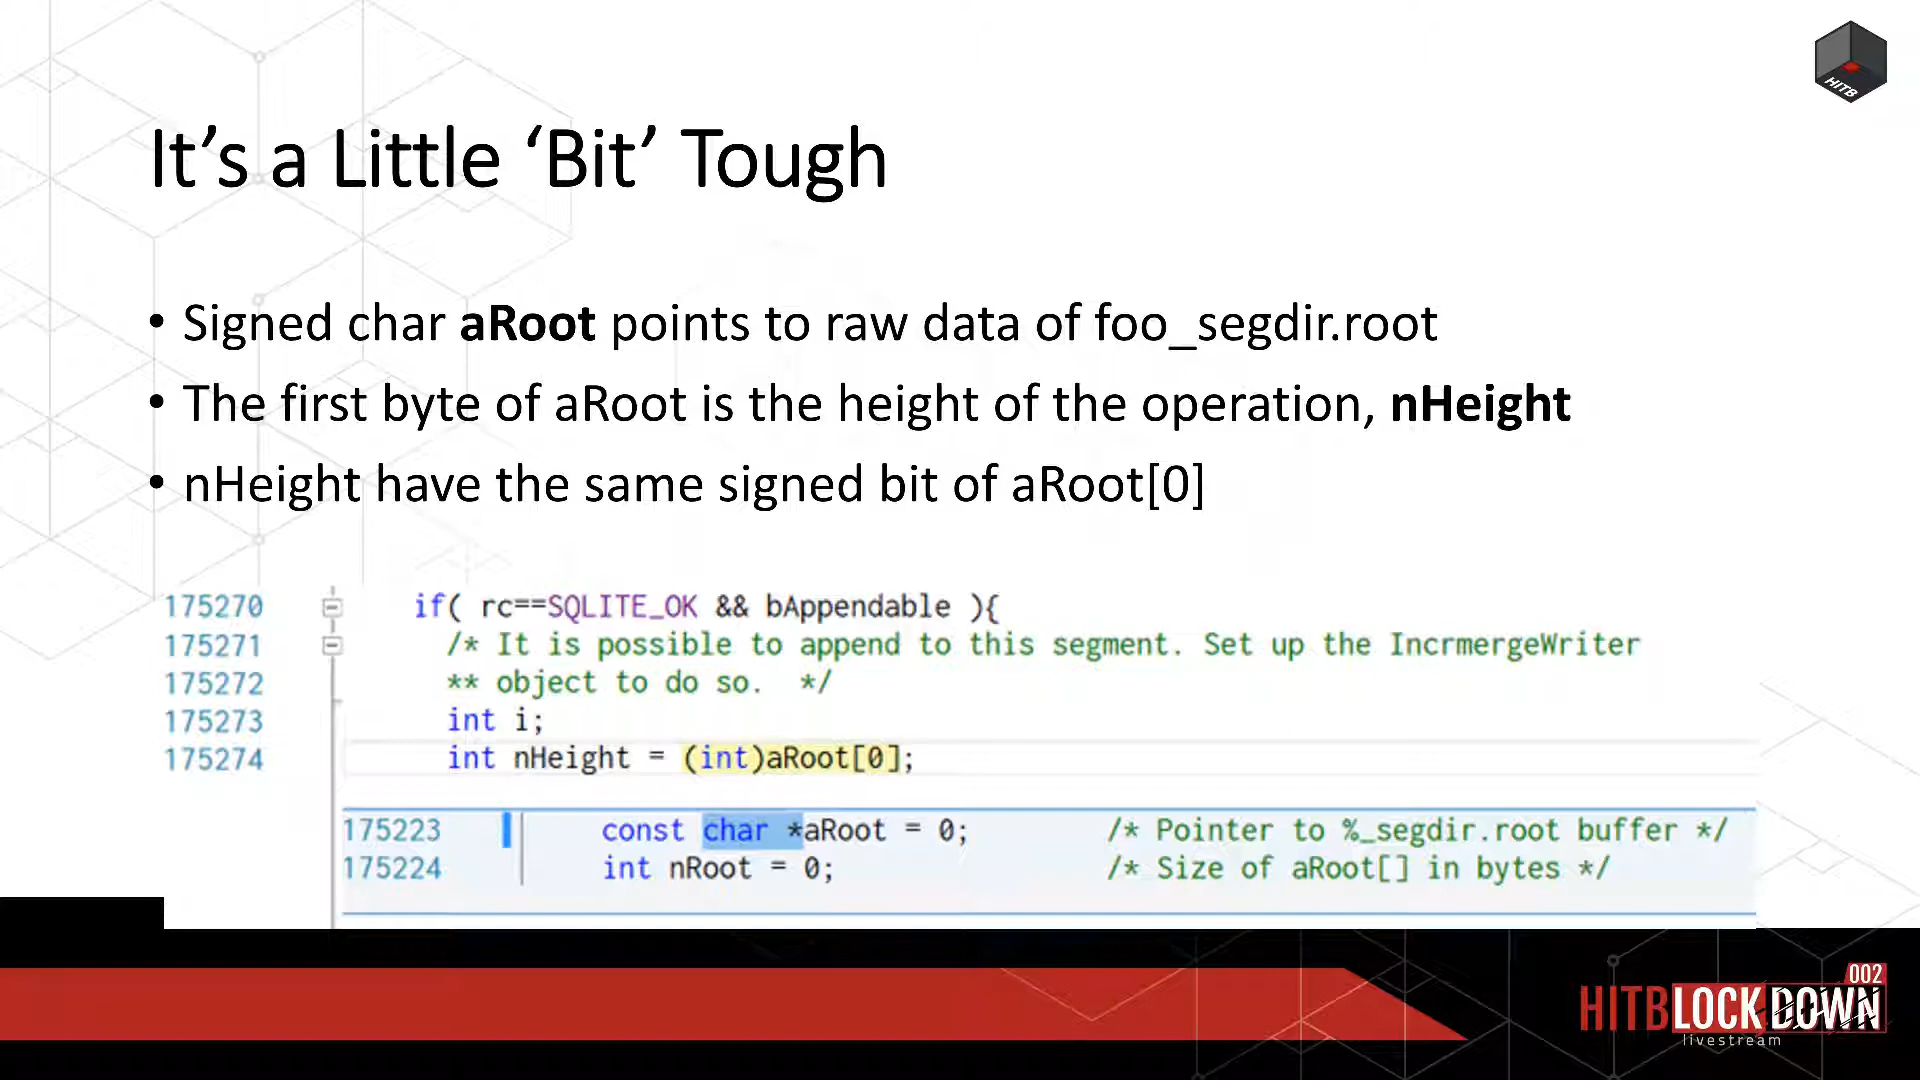 HITB
It’s a Little ‘Bit’ Tough
• Signed char aRoot points to raw data of foo_segdir.root
• The first byte of aRoot is the height of the operation, nHeight
• nHeight have the same signed bit of aRoot[0]
175270 if( rc==SQLITE_OK && bAppendable ){
175271 /* It is possible to append to this segment. Set up the IncrmergeWriter
175272 ** object to do so. */
175273 int i;
175274 int nHeight = (int)aRoot[0];
175223 const char *aRoot = 0; /* Pointer to %_segdir.root buffer */
175224 int nRoot = 0; /* Size of aRoot[] in bytes */
002
HITBLOCKDOWN
livestream